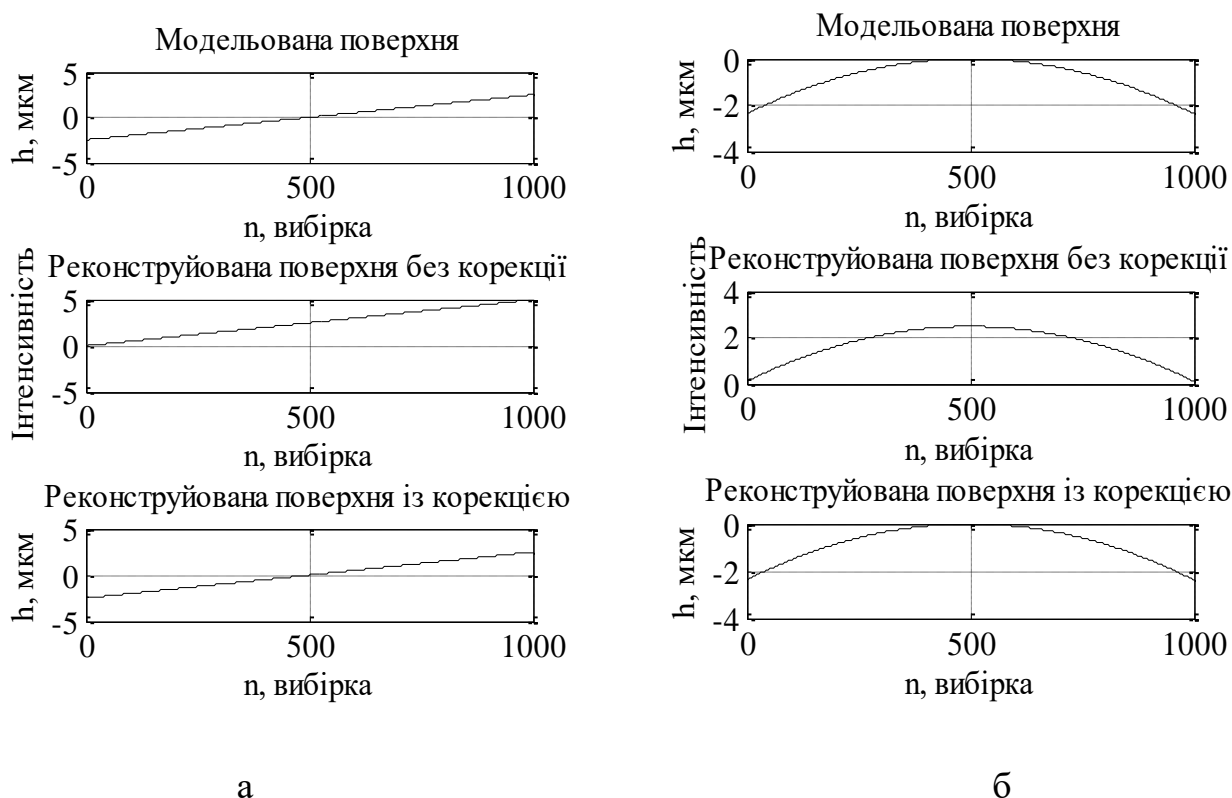 Модельована поверхня
h, мкм
5
0
-5
0 500 1000
n, вибірка
Реконструйована поверхня без корекції
Інтенсивність
5
0
-5
0 500 1000
n, вибірка
Реконструйована поверхня із корекцією
h, мкм
5
0
-5
0 500 1000
n, вибірка
а
Модельована поверхня
h, мкм
0
-2
-4
0 500 1000
n, вибірка
Реконструйована поверхня без корекції
Інтенсивність
4
2
0
0 500 1000
n, вибірка
Реконструйована поверхня із корекцією
h, мкм
0
-2
-4
0 500 1000
n, вибірка
б